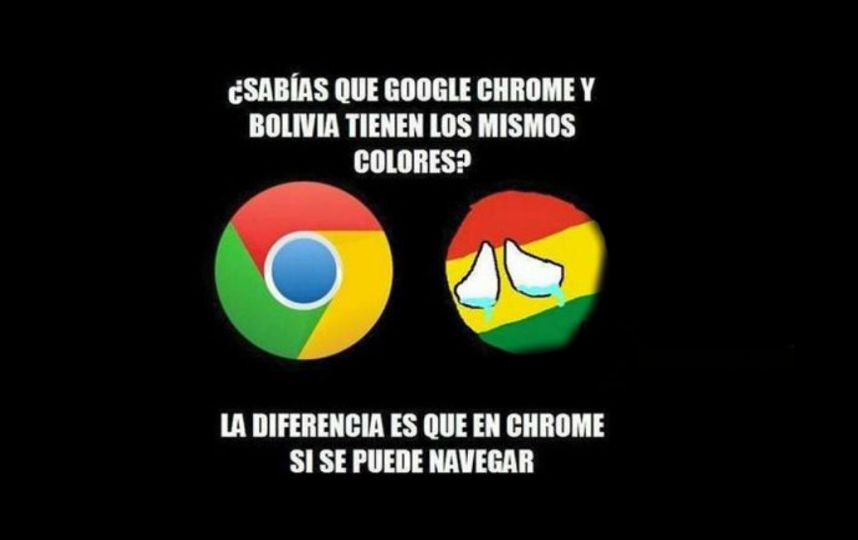 ¿SABÍAS QUE GOOGLE CHROME Y
BOLIVIA TIENEN LOS MISMOS
COLORES?
LA DIFERENCIA ES QUE EN CHROME
SI SE PUEDE NAVEGAR